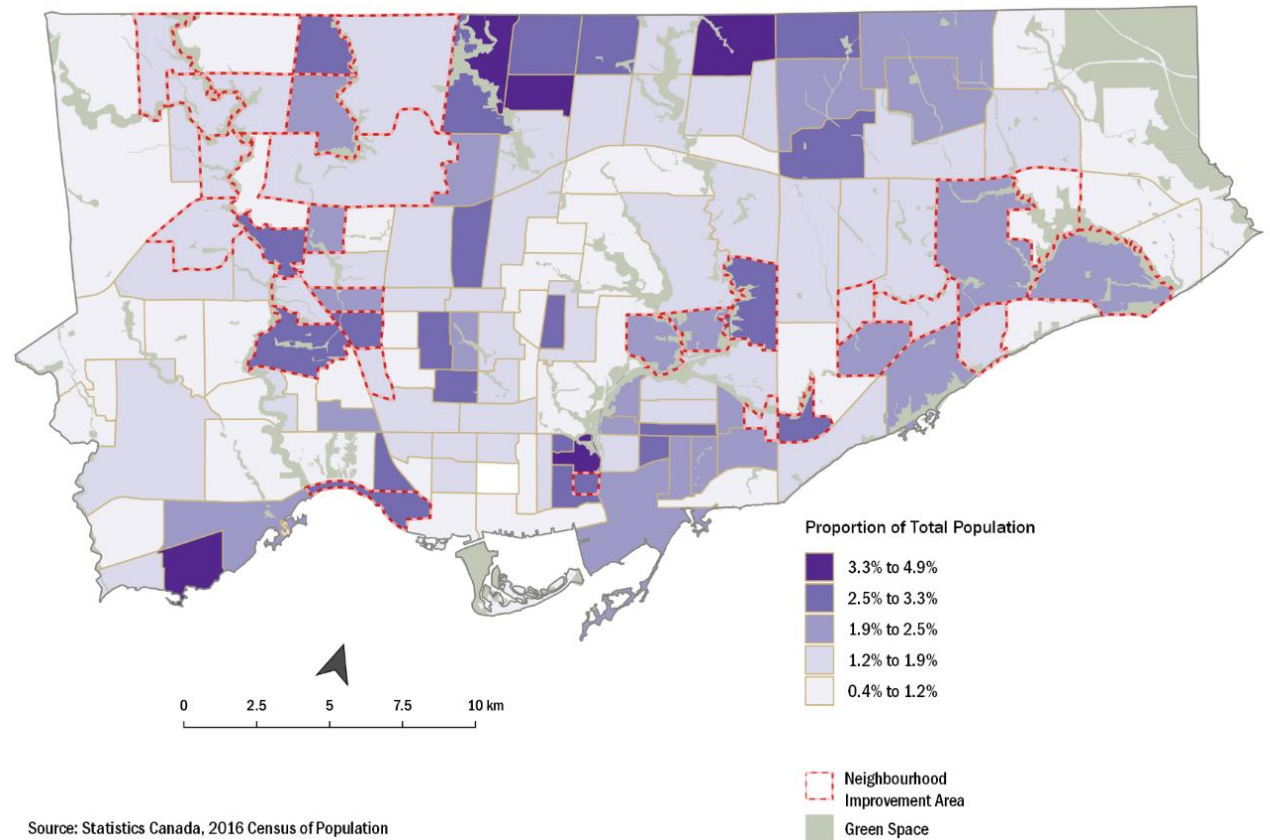 Proportion of Total Population
3.3% to 4.9%
2.5% to 3.3%
1.9% to 2.5%
1.2% to 1.9%
0.4% to 1.2%
0 2.5 5 7.5 10 km
Neighbourhood
Improvement Area
Green Space
Source: Statistics Canada, 2016 Census of Population